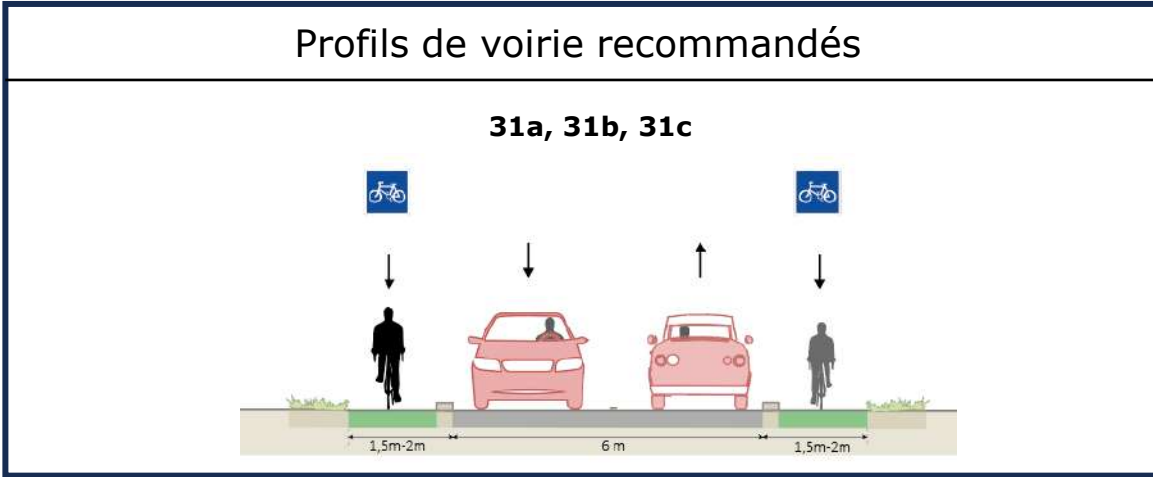 Profils de voirie recommandés
31a, 31b, 31c
1,5m-2m
6 m
1,5m-2m